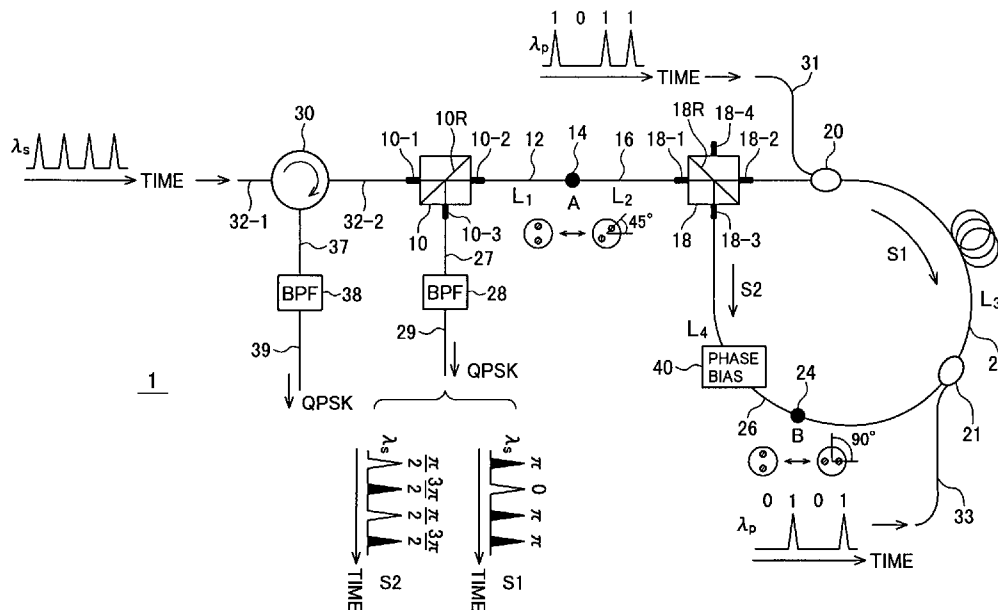 1 0 1 1
λp
TIME
31
30
10R
10-1
10-2
12
14
16
18R
18-4
18-1
18-2
20
λs
TIME
32-1
32-2
L1
A
L2
10
10-3
45°
18
18-3
37
27
S1
S2
BPF
38
BPF
28
L3
39
29
L4
2
40
PHASE
BIAS
24
1
QPSK
QPSK
26
B
90°
21
λs
π/2
3π/2
π/2
3π/2
TIME
S2
λs
π
0
π
π
TIME
S1
0 1 0 1
λp
TIME
33